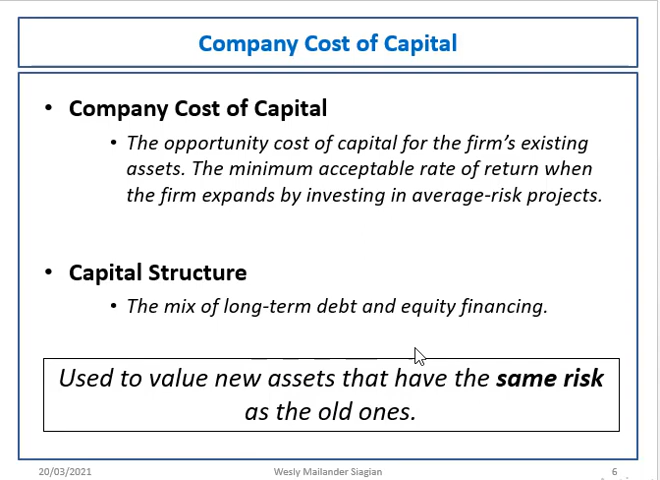 Company Cost of Capital
• Company Cost of Capital
• The opportunity cost of capital for the firm's existing
assets. The minimum acceptable rate of return when
the firm expands by investing in average-risk projects.
• Capital Structure
• The mix of long-term debt and equity financing.
Used to value new assets that have the same risk
as the old ones.
20/03/2021 Wesly Mailander Siagian 6